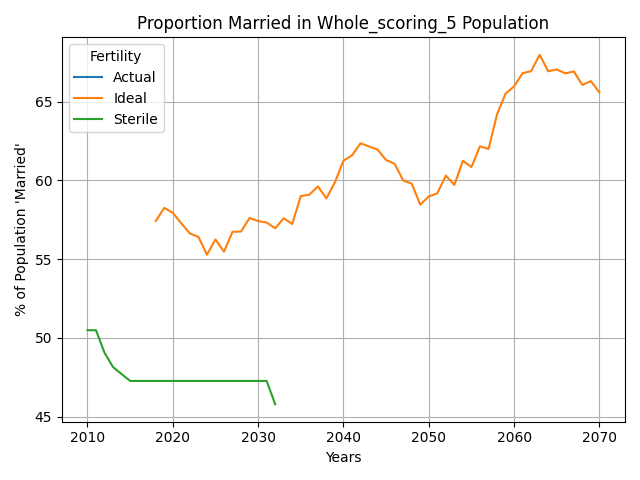 Proportion Married in Whole_scoring_5 Population
Fertility
Actual
Ideal
Sterile
% of Population 'Married'
65
60
55
50
45
2010 2020 2030 2040 2050 2060 2070
Years